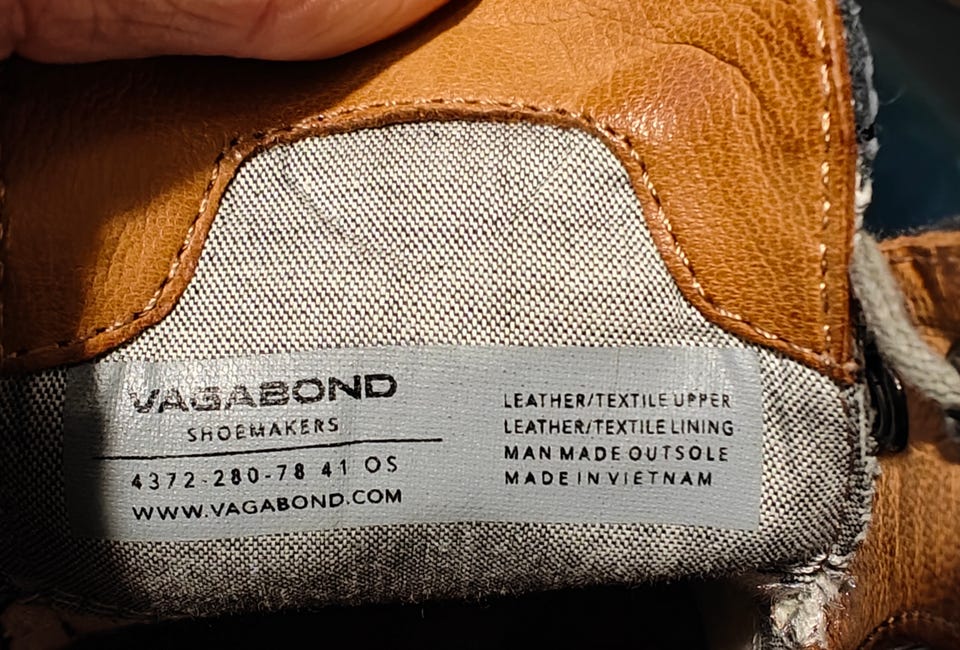 VAGABOND
SHOEMAKERS
4372-280-78 41 OS
WWW.VAGABOND.COM
LEATHER/TEXTILE UPPER
LEATHER/TEXTILE LINING
MAN MADE OUTSOLE
MADE IN VIETNAM